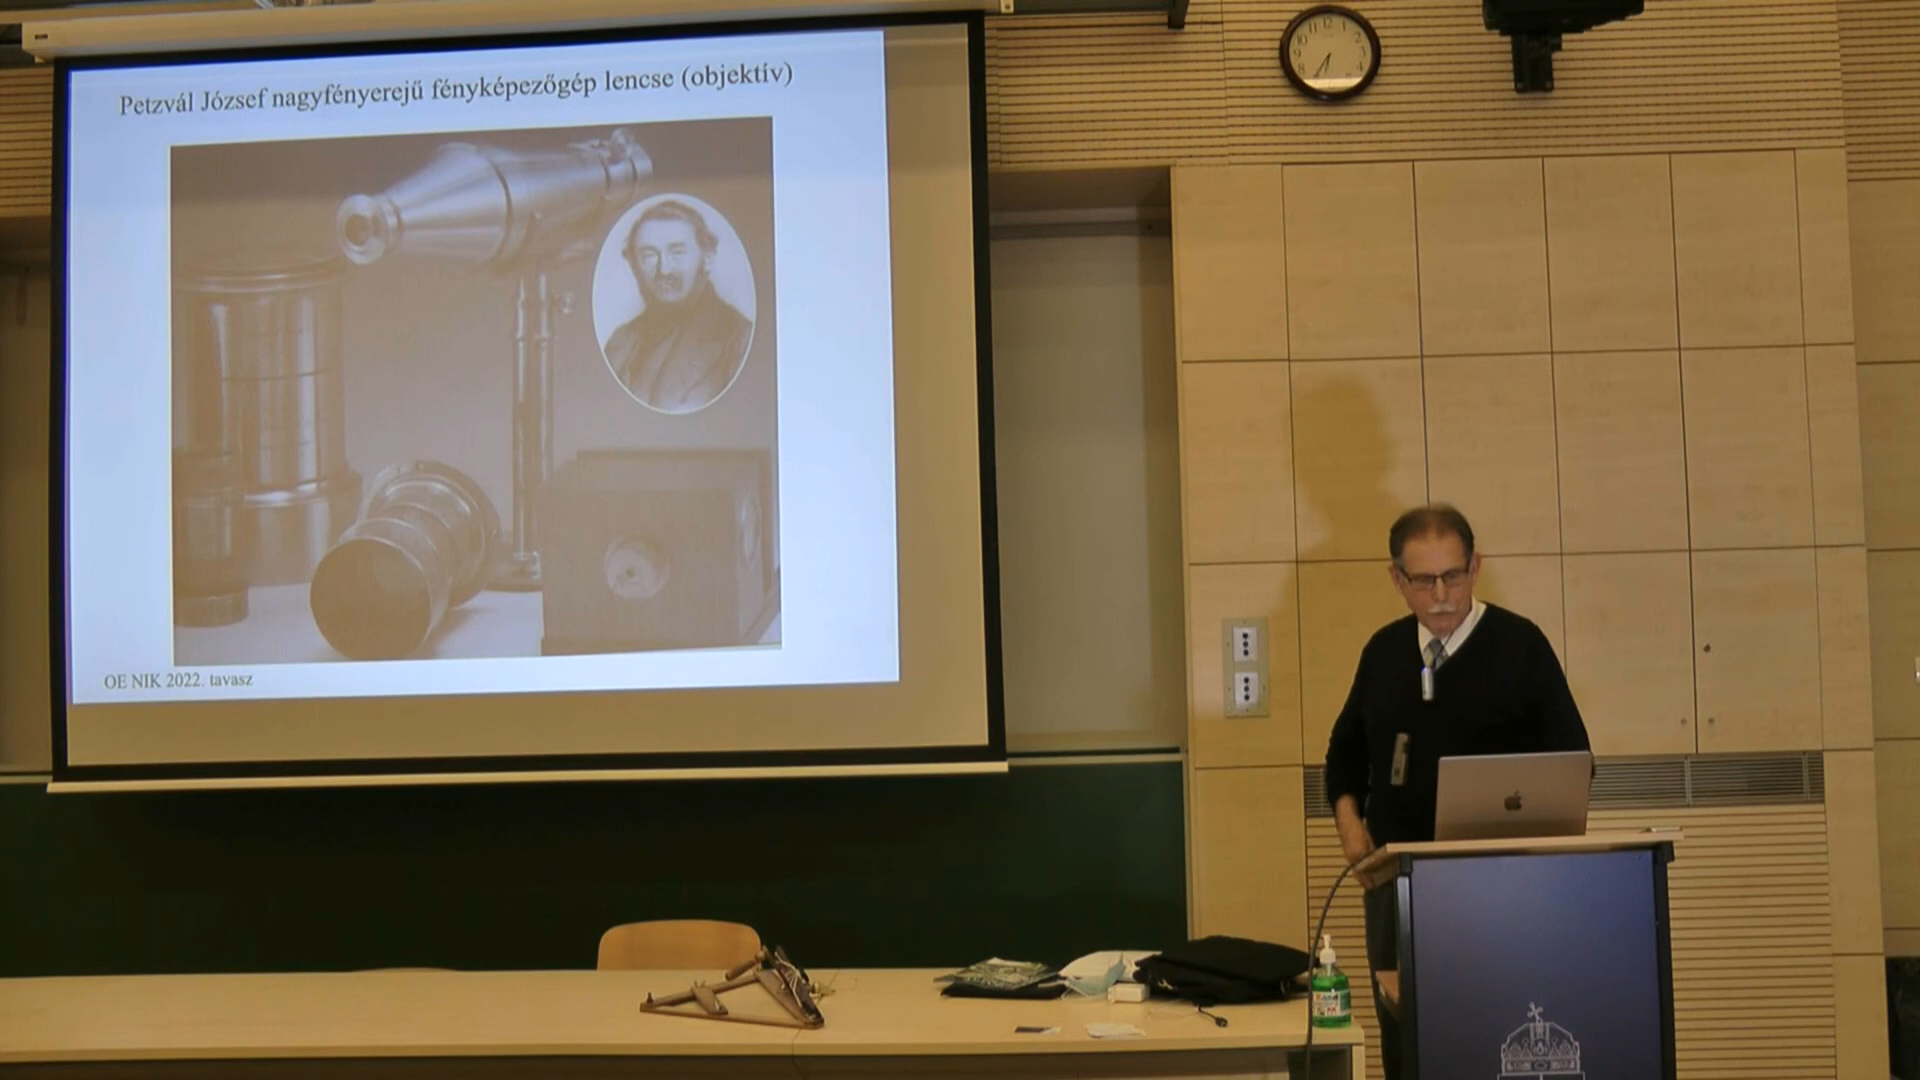 Petzvál József nagyfényerejű fényképezőgép lencse (objektív)
OE NIK 2022. tavasz